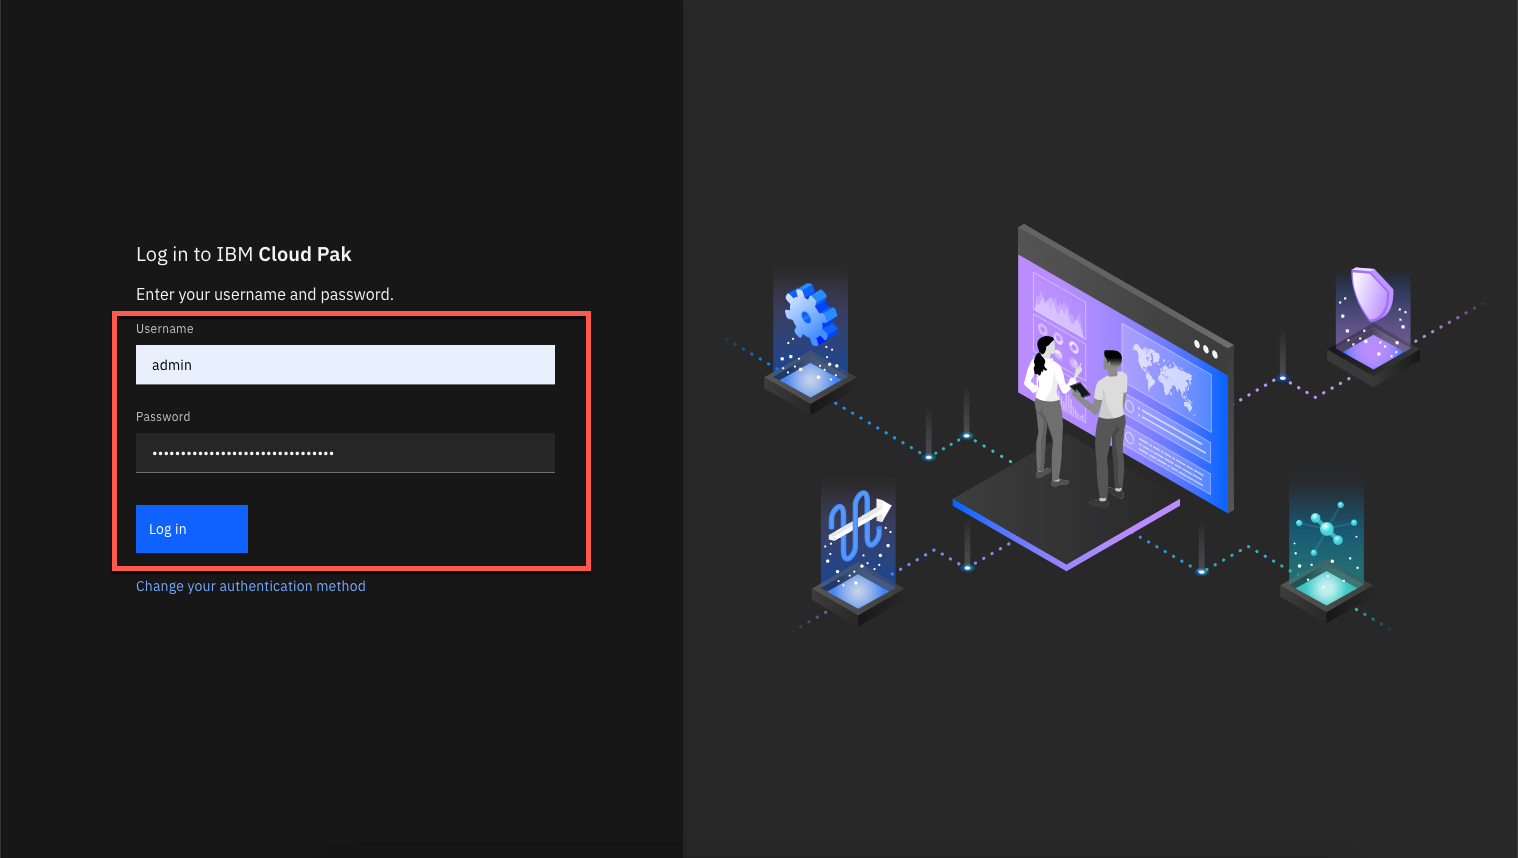 Log in to IBM Cloud Pak
Enter your username and password.
Username
admin
Password
••••••••••••••••••••••••••••••••
Log in
Change your authentication method